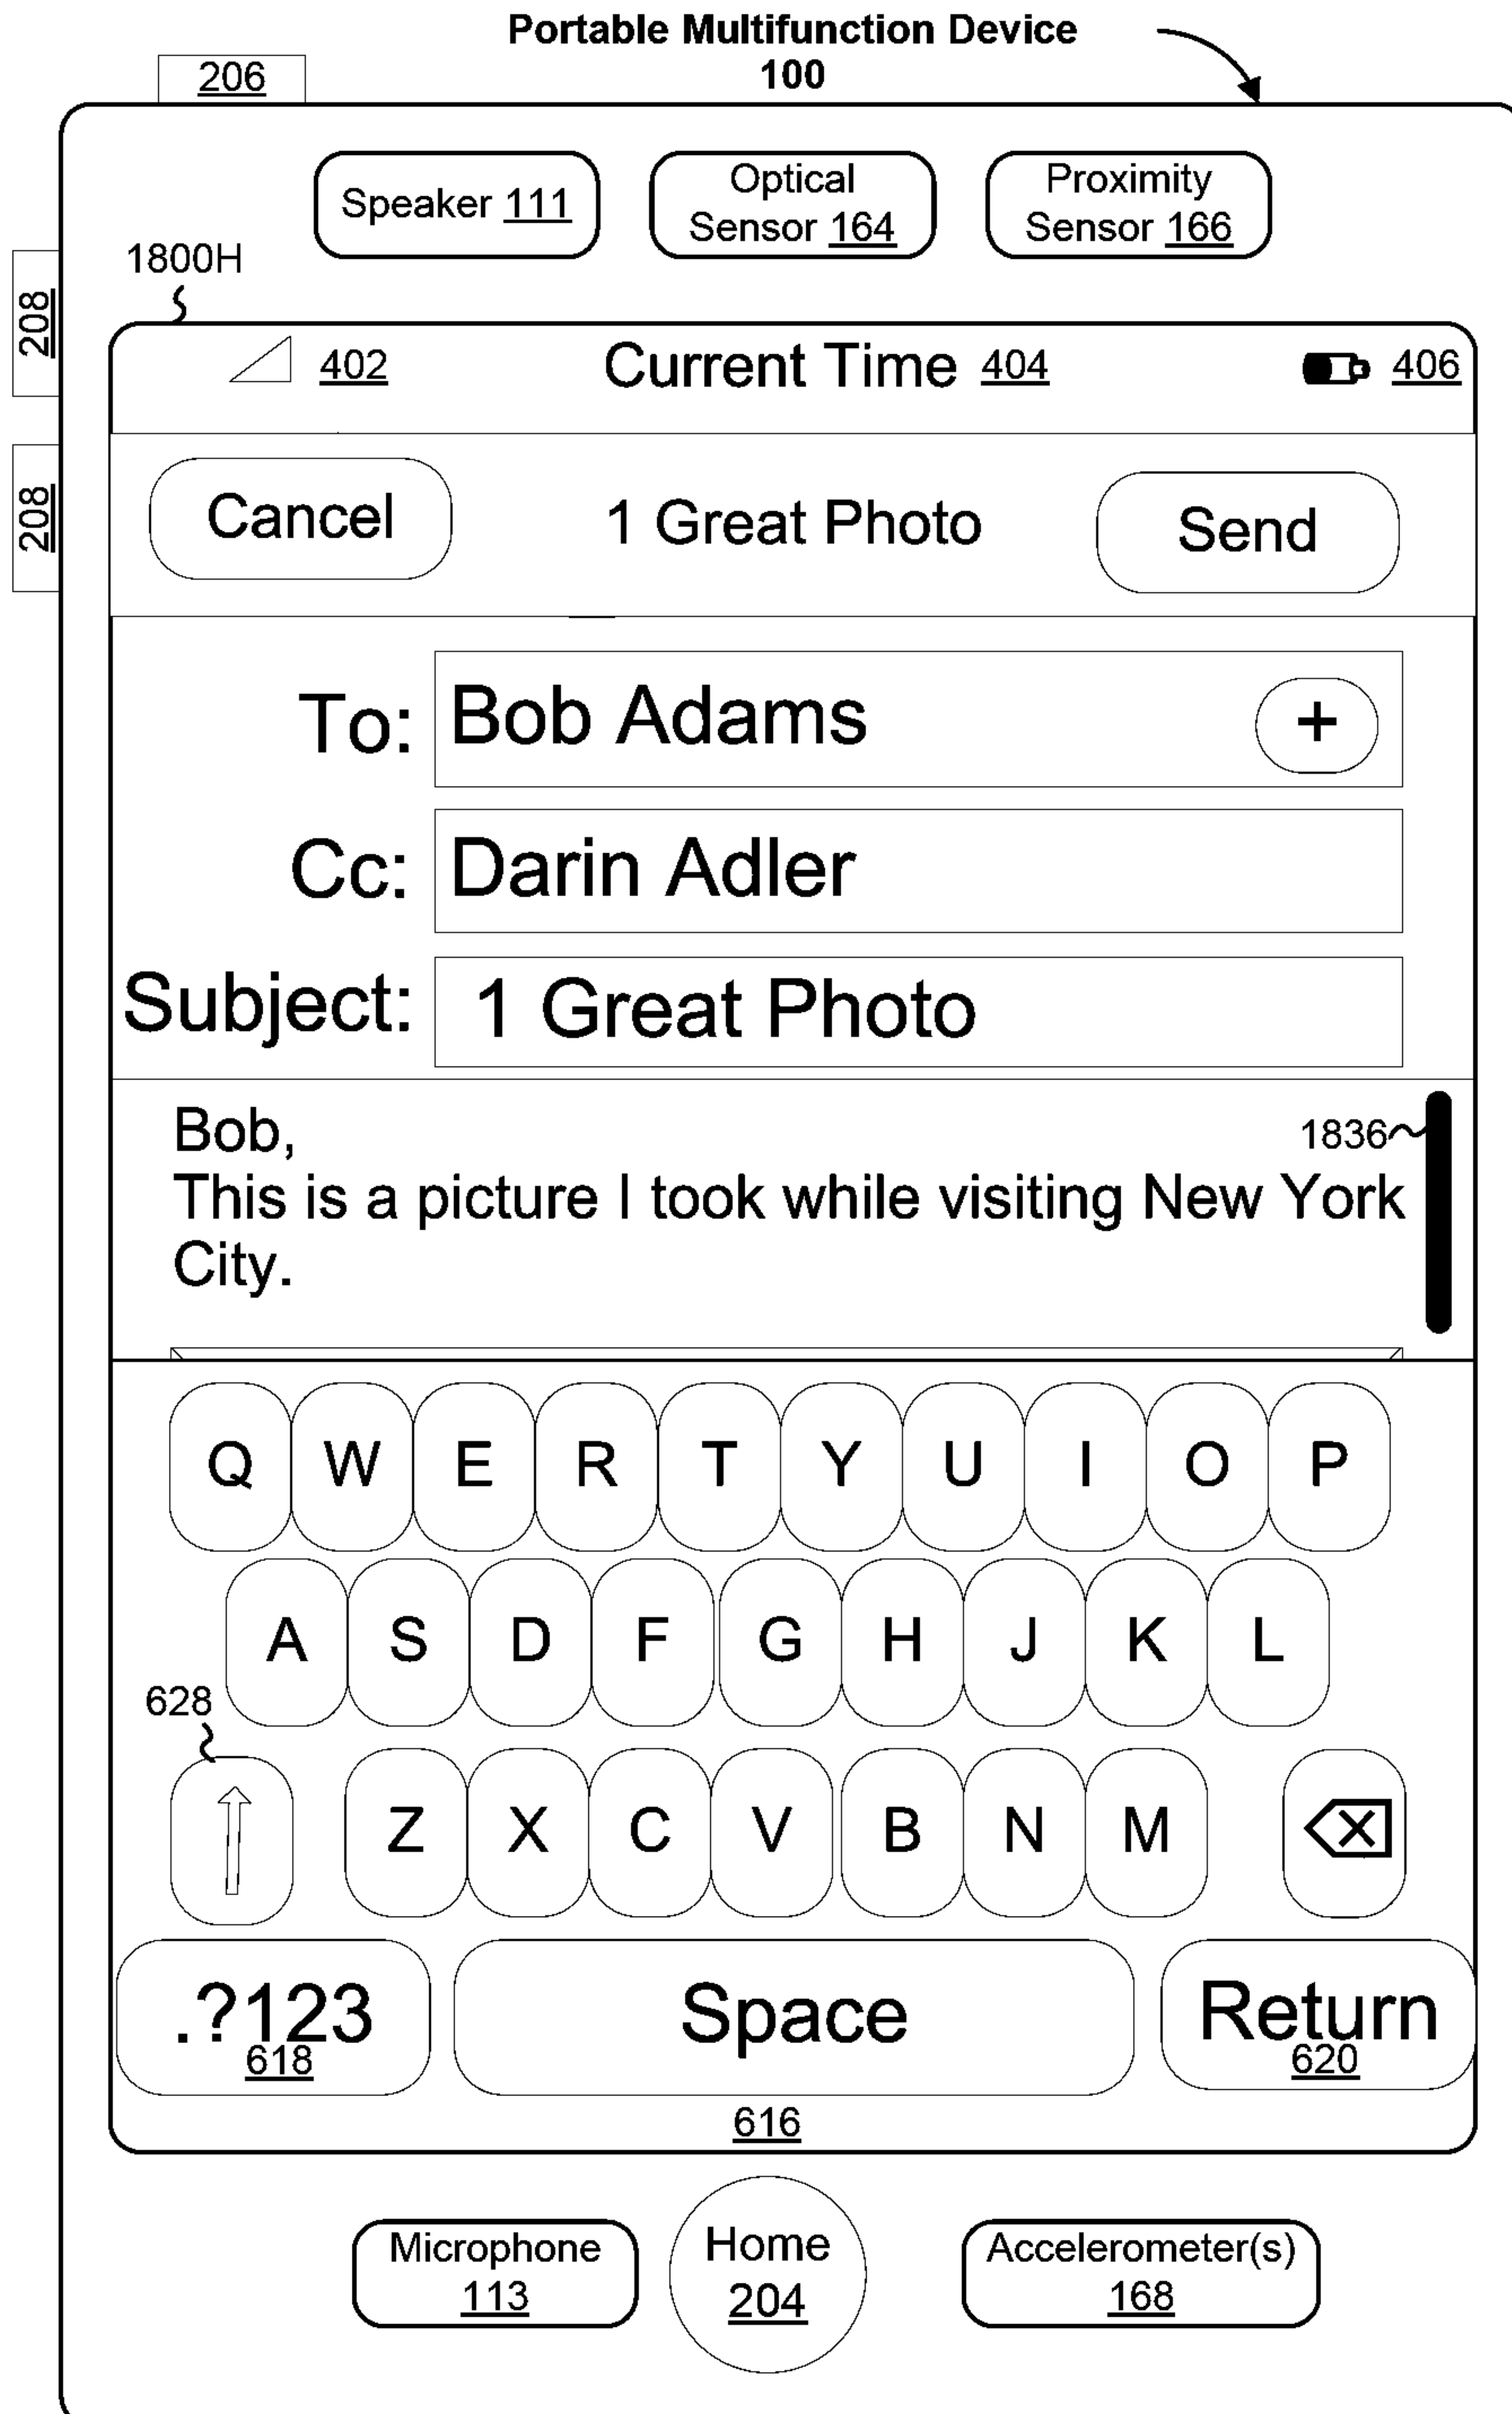 Portable Multifunction Device
100
206
Speaker 111
Optical
Sensor 164
Proximity
Sensor 166
1800H
208
208
402
Current Time 404
406
Cancel
1 Great Photo
Send
To:
Bob Adams
+
Cc:
Darin Adler
Subject:
1 Great Photo
Bob,
1836
This is a picture I took while visiting New York
City.
Q W E R T Y U I O P
A S D F G H J K L
628
Z X C V B N M
.?123
618
Space
Return
620
616
Microphone
113
Home
204
Accelerometer(s)
168